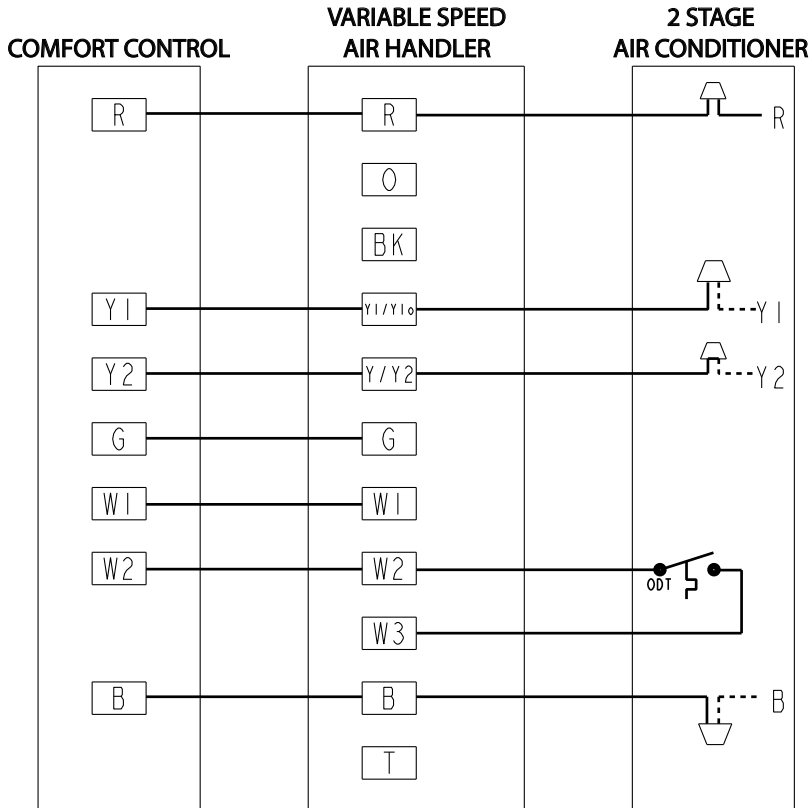 VARIABLE SPEED 2 STAGE
COMFORT CONTROL AIR HANDLER AIR CONDITIONER
R R R
O
BK
Y1 Y1/Y1o Y1
Y2 Y/Y2 Y2
G G
W1 W1
W2 W2 ODT
W3
B B B
T